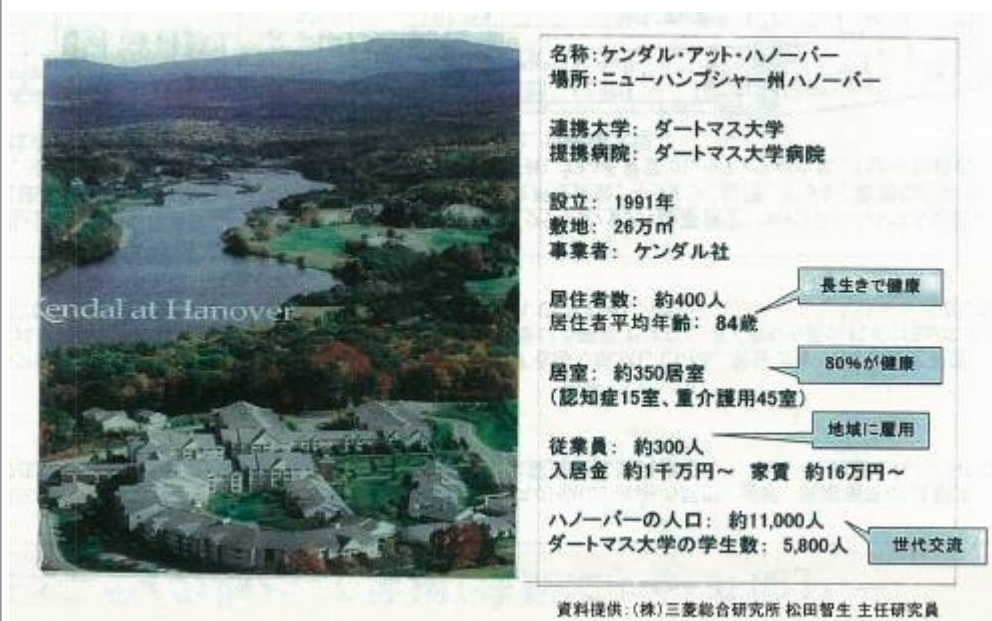 Kendal at Hanover
名称:ケンダル・アット・ハノーバー
場所:ニューハンプシャー州ハノーバー
連携大学: ダートマス大学
提携病院: ダートマス大学病院
設立: 1991年
敷地: 26万㎡
事業者: ケンダル社
長生きで健康
居住者数: 約400人
居住者平均年齢: 84歳
80%が健康
居室: 約350居室
(認知症15室、重介護用45室)
地域に雇用
従業員: 約300人
入居金 約1千万円～ 家賃 約16万円～
ハノーバーの人口: 約11,000人
ダートマス大学の学生数: 5,800人
世代交流
資料提供:(株)三菱総合研究所 松田智生 主任研究員